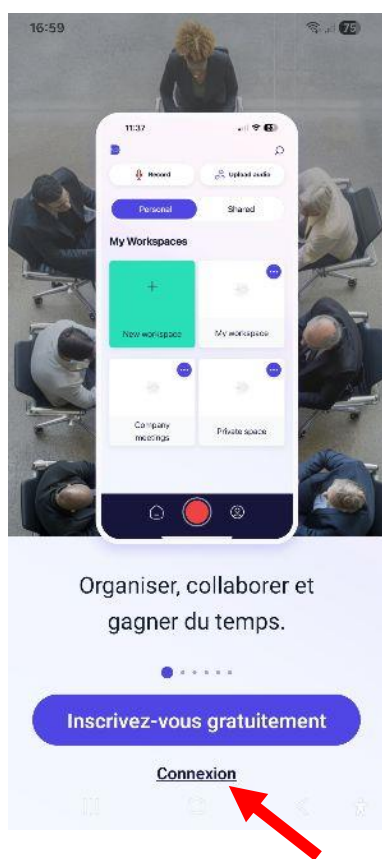 16:59
75
11:37
Record
Upload audio
Personal
Shared
My Workspaces
New workspace
My workspace
Company
meetings
Private space
Organiser, collaborer et
gagner du temps.
Inscrivez-vous gratuitement
Connexion